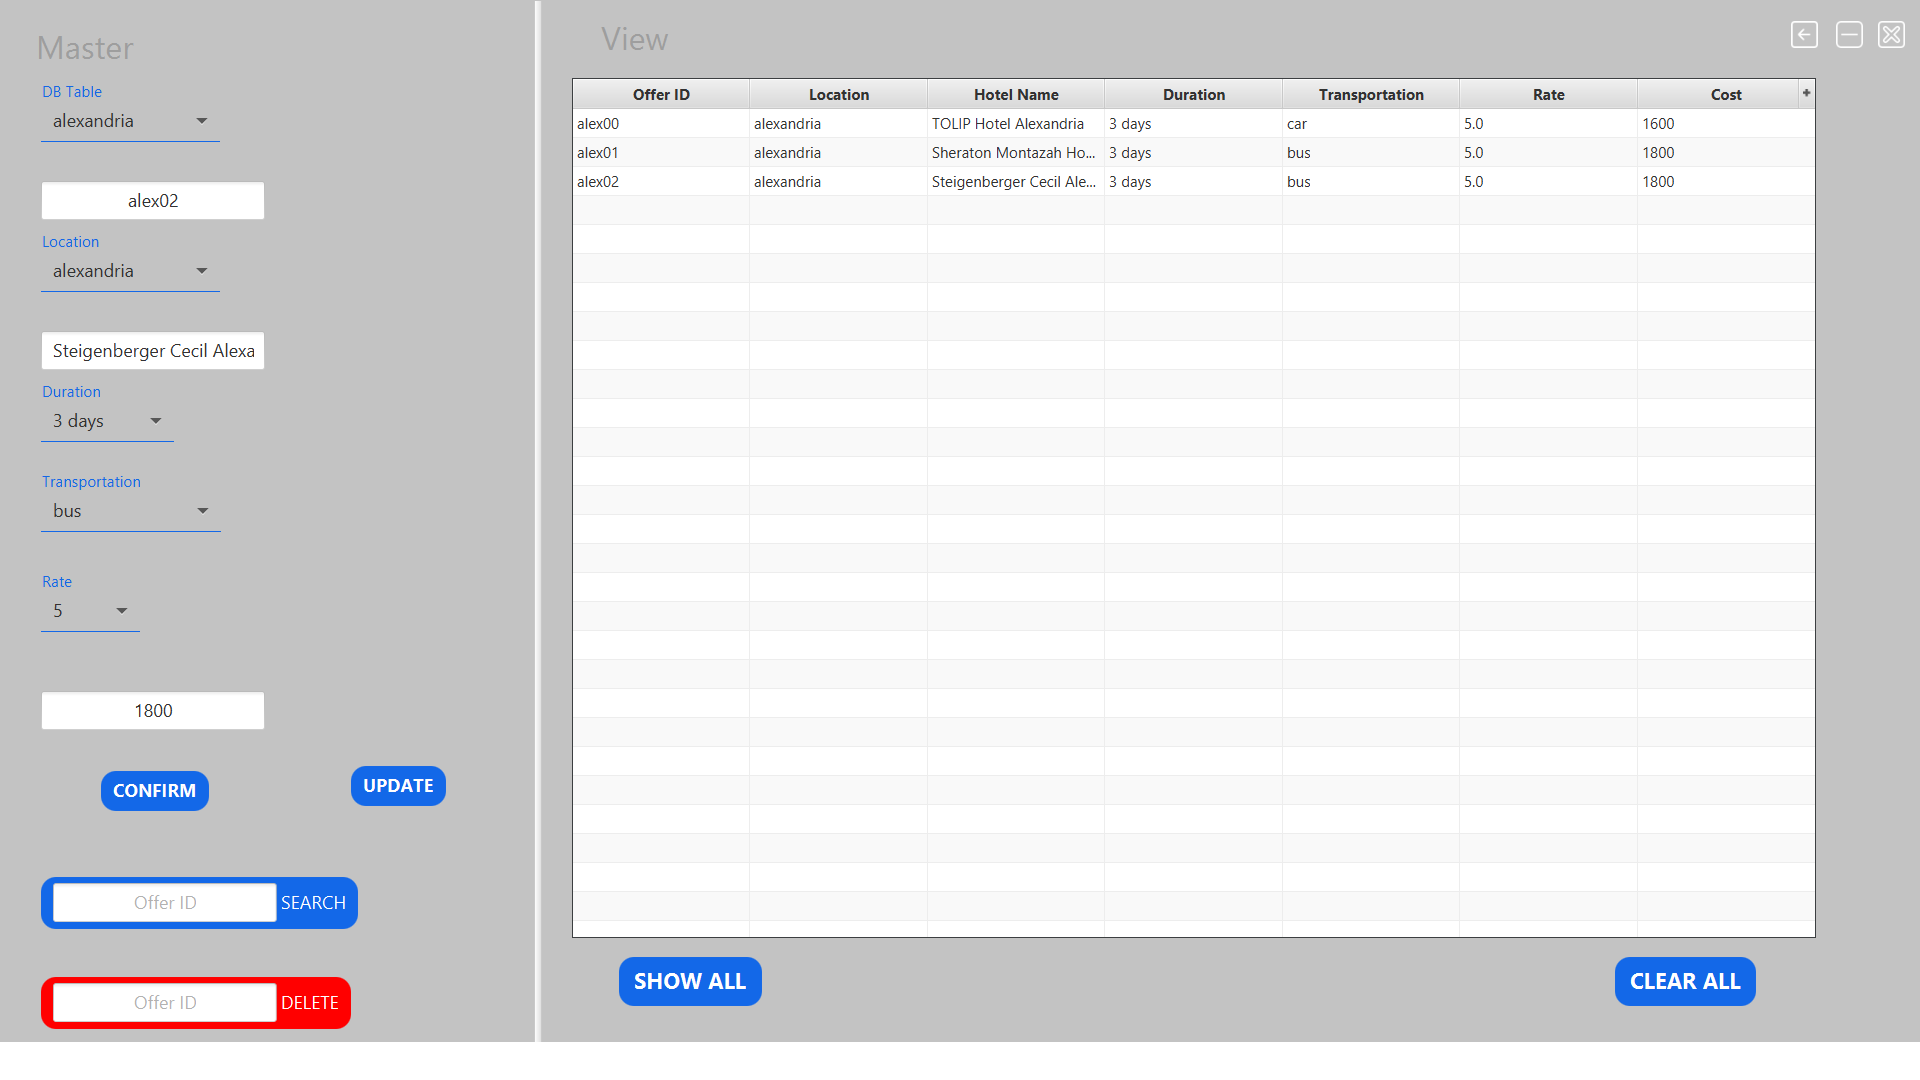 Master
DB Table
alexandria
alex02
Location
alexandria
Steigenberger Cecil Alexa
Duration
3 days
Transportation
bus
Rate
5
1800
CONFIRM
UPDATE
Offer ID SEARCH
Offer ID DELETE
View
Offer ID Location Hotel Name Duration Transportation Rate Cost +
alex00 alexandria TOLIP Hotel Alexandria 3 days car 5.0 1600
alex01 alexandria Sheraton Montazah Ho... 3 days bus 5.0 1800
alex02 alexandria Steigenberger Cecil Ale... 3 days bus 5.0 1800
SHOW ALL
CLEAR ALL